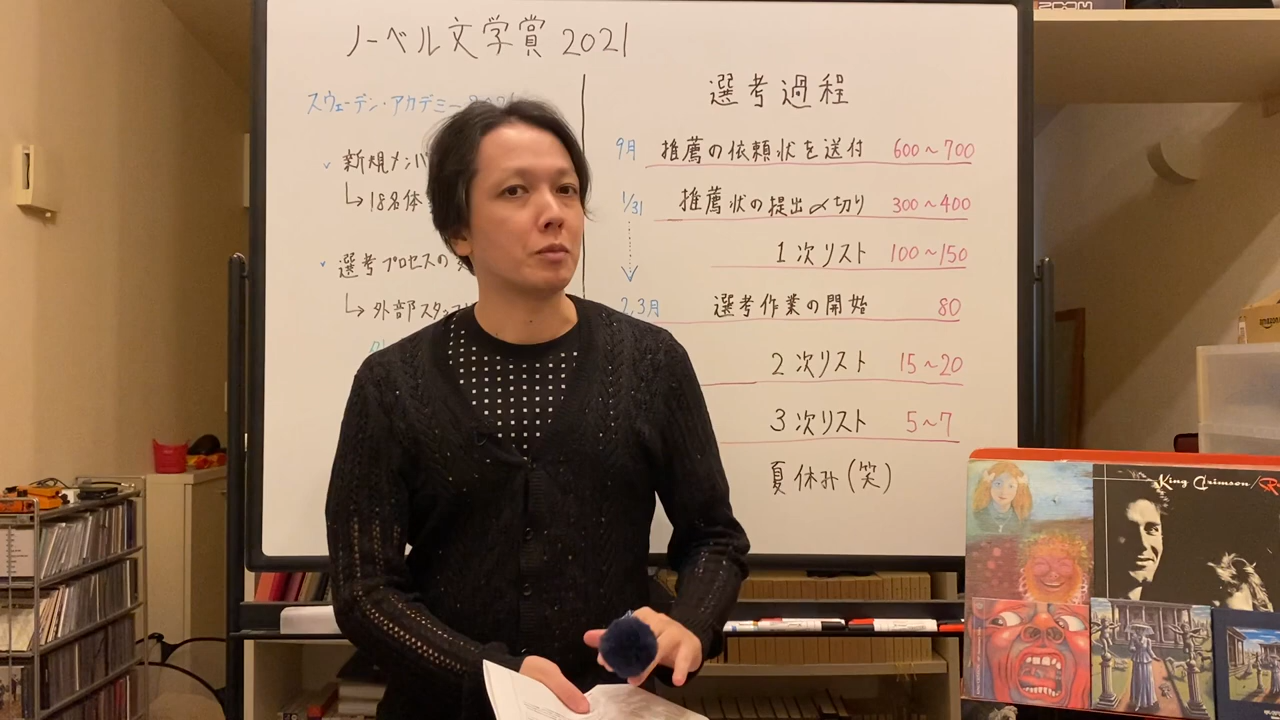 ノーベル文学賞 2021
スウェーデン・アカデミー
新規メンバ
↳18名体
選考プロセスの
↳外部スタッフ
選考過程
9月 推薦の依頼状を送付 600〜700
1/31 推薦状の提出〆切り 300〜400
1次リスト 100〜150
2,3月 選考作業の開始 80
2次リスト 15〜20
3次リスト 5〜7
夏休み(笑)
ZOOM
amazon
King Crimson/R